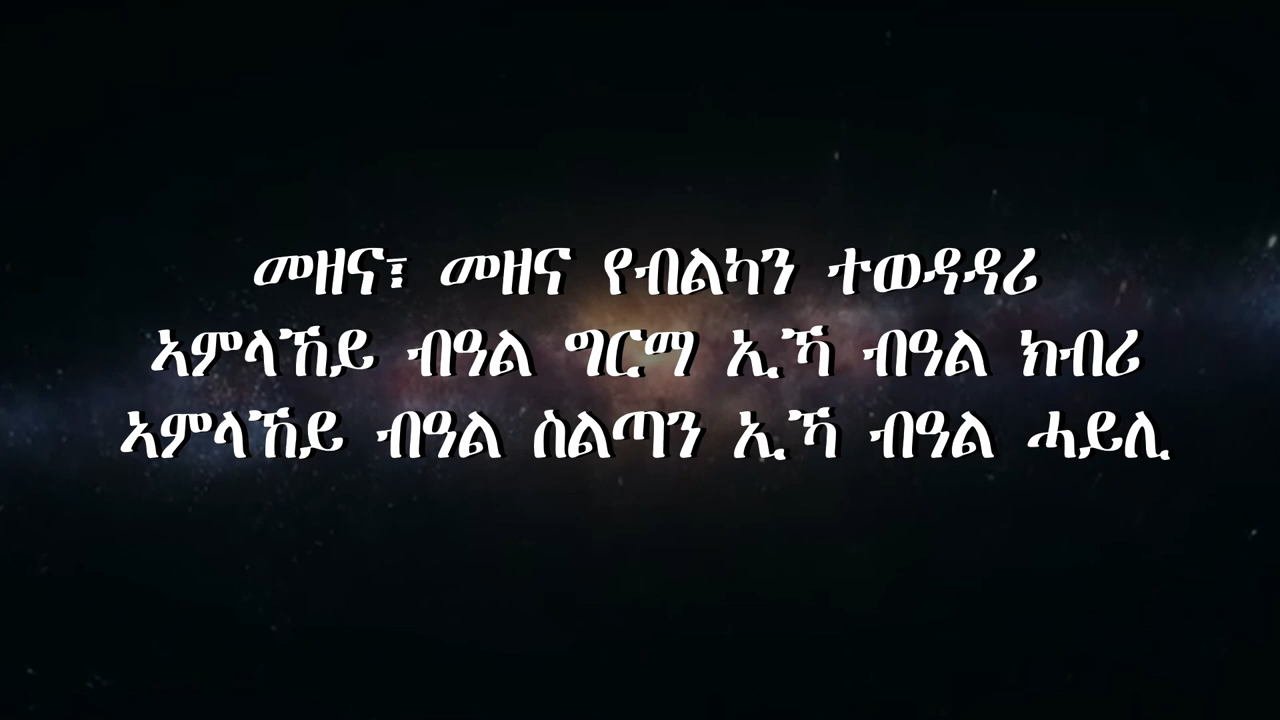 መዘና፣ መዘና የብልካን ተወዳዳሪ
ኣምላኸይ ብዓል ግርማ ኢኻ ብዓል ክብሪ
ኣምላኸይ ብዓል ስልጣን ኢኻ ብዓል ሓይሊ